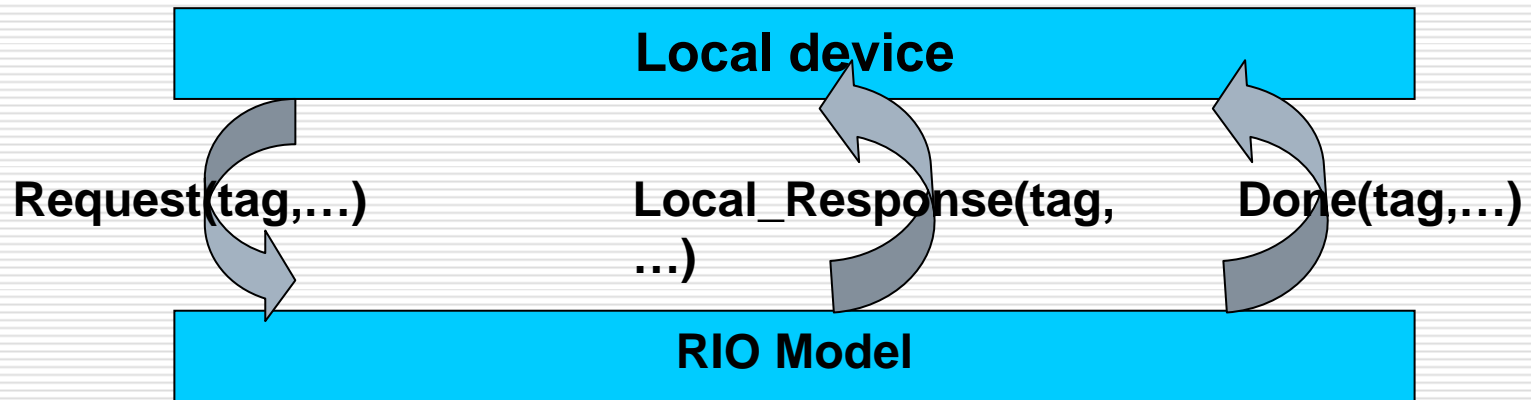 Local device
Request(tag,…)
Local_Response(tag,
…)
Done(tag,…)
RIO Model